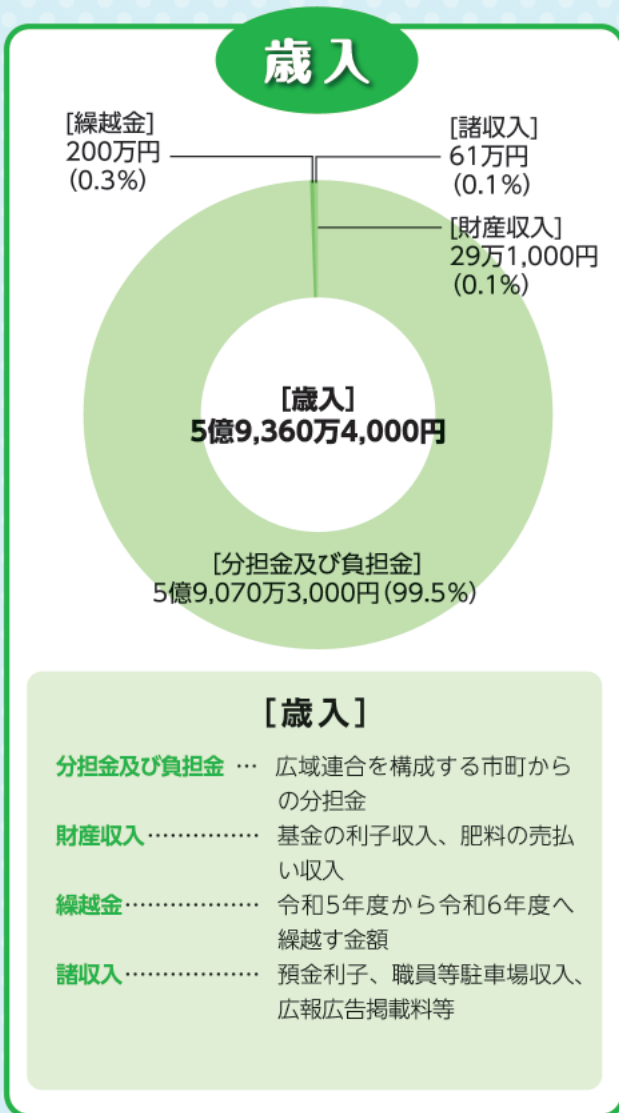 歳入
[繰越金]
200万円
(0.3%)
[諸収入]
61万円
(0.1%)
[財産収入]
29万1,000円
(0.1%)
[歳入]
5億9,360万4,000円
[分担金及び負担金]
5億9,070万3,000円(99.5%)
[歳入]
分担金及び負担金 … 広域連合を構成する市町から
の分担金
財産収入…………… 基金の利子収入、肥料の売払
い収入
繰越金……………… 令和5年度から令和6年度へ
繰越す金額
諸収入……………… 預金利子、職員等駐車場収入、
広報広告掲載料等